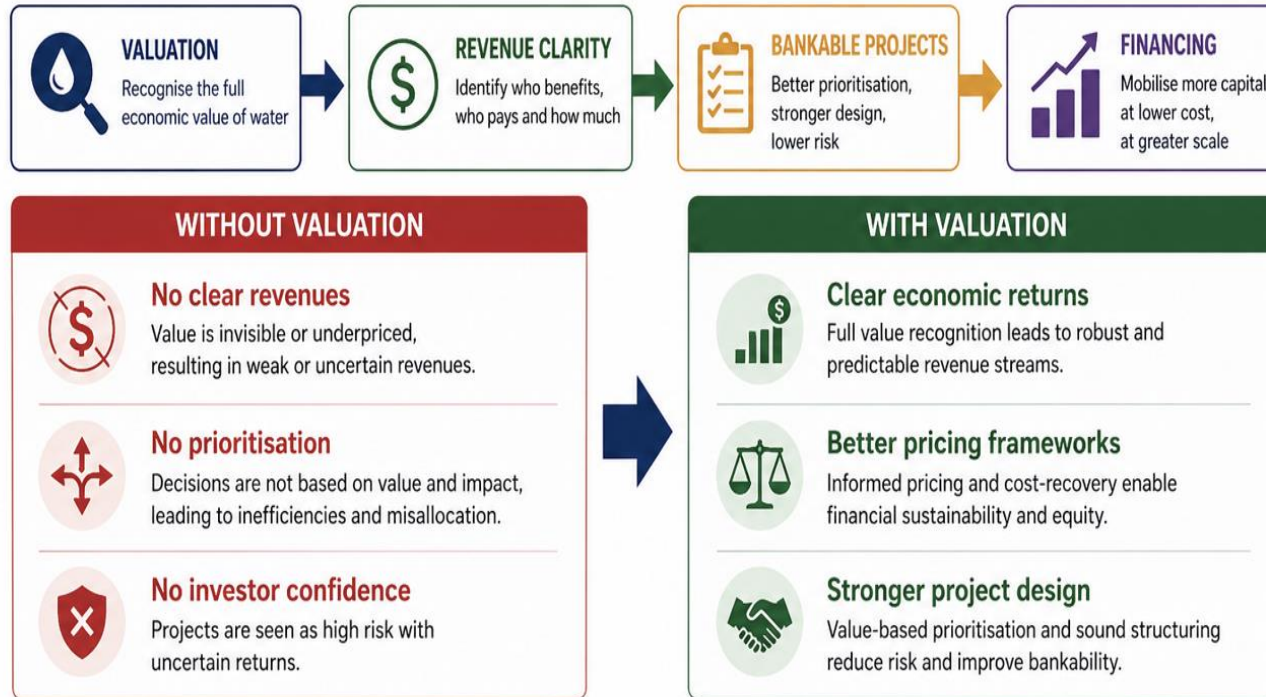 VALUATION
Recognise the full
economic value of water
REVENUE CLARITY
Identify who benefits,
who pays and how much
BANKABLE PROJECTS
Better prioritisation,
stronger design,
lower risk
FINANCING
Mobilise more capital
at lower cost,
at greater scale
WITHOUT VALUATION
No clear revenues
Value is invisible or underpriced,
resulting in weak or uncertain revenues.
No prioritisation
Decisions are not based on value and impact,
leading to inefficiencies and misallocation.
No investor confidence
Projects are seen as high risk with
uncertain returns.
WITH VALUATION
Clear economic returns
Full value recognition leads to robust and
predictable revenue streams.
Better pricing frameworks
Informed pricing and cost-recovery enable
financial sustainability and equity.
Stronger project design
Value-based prioritisation and sound structuring
reduce risk and improve bankability.